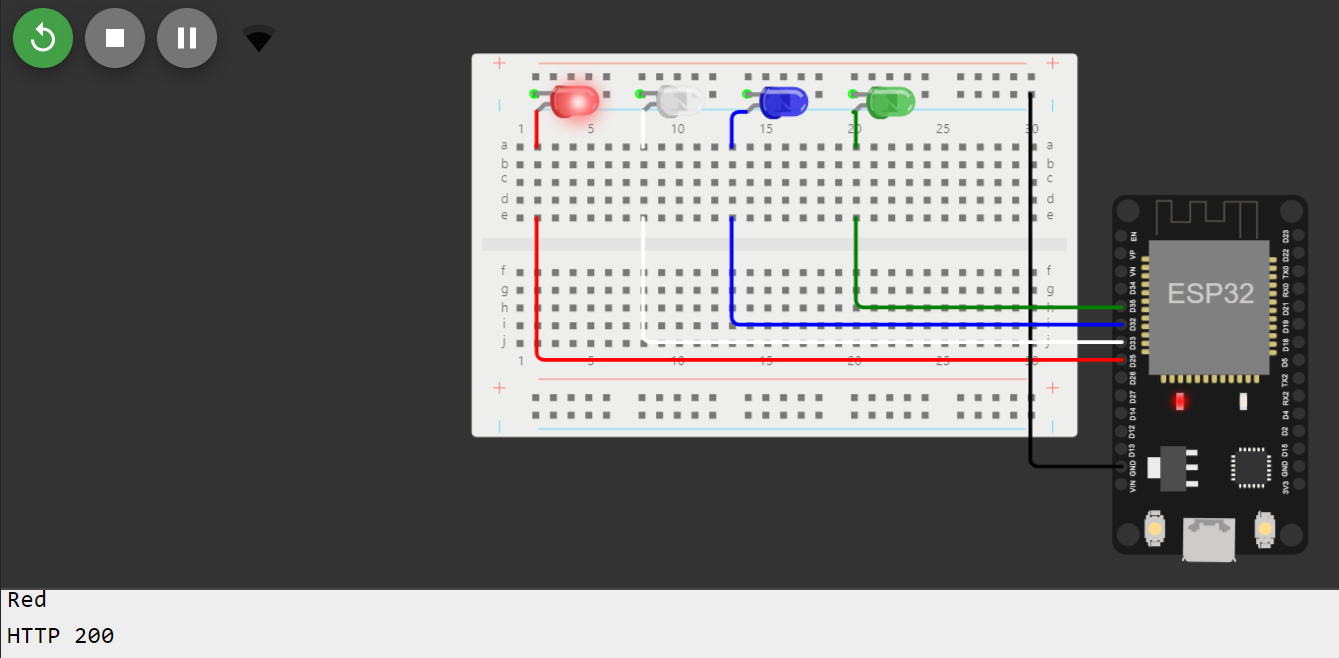 1 5 10 15 20 25 30
a a
b b
c c
d d
e e
f f
g g
h h
i i
j j
1 5 10 15 20 25 30
ESP32
EN
VP
VN
D34
D35
D32
D33
D25
D26
D27
D14
D12
D13
GND
VIN
D23
D22
TX0
RX0
D21
D19
D18
D5
TX2
RX2
D4
D2
D15
GND
3V3
Red
HTTP 200